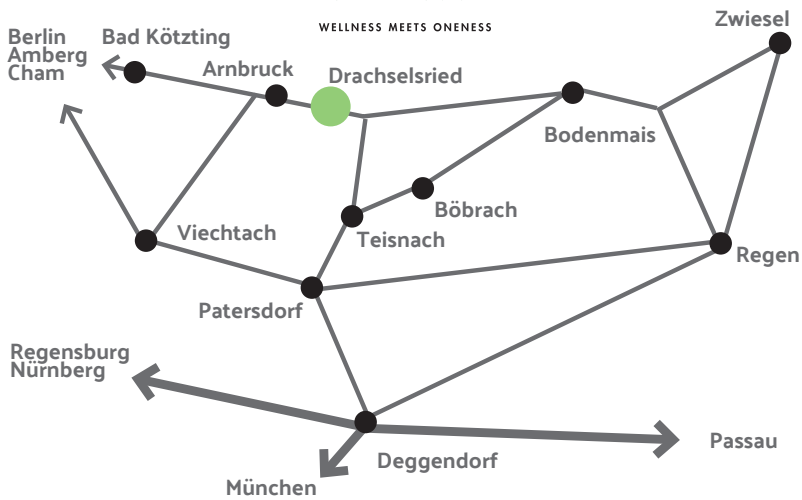 WELLNESS MEETS ONENESS
Zwiesel
Berlin
Amberg
Cham
Bad Kötzting
Arnbruck
Drachselsried
Bodenmais
Böbrach
Viechtach
Teisnach
Regen
Patersdorf
Regensburg
Nürnberg
Passau
Deggendorf
München